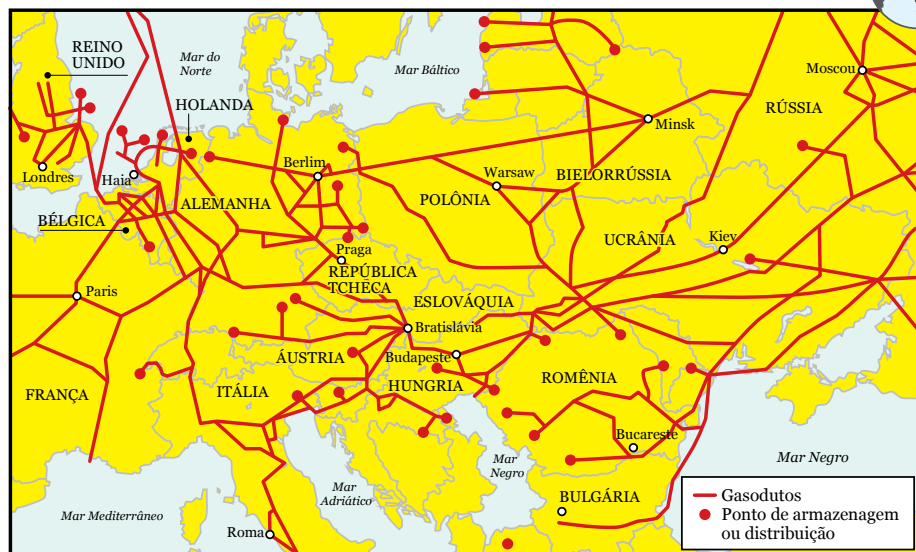 REINO
UNIDO
Mar do
Norte
Mar Báltico
Moscou
RÚSSIA
HOLANDA
Minsk
Londres
Haia
Berlim
Warsaw
BIELORRÚSSIA
ALEMANHA
POLÔNIA
BÉLGICA
UCRÂNIA
Kiev
Praga
REPÚBLICA
TCHECA
Paris
ESLOVÁQUIA
Bratislávia
ÁUSTRIA
Budapeste
HUNGRIA
ROMÊNIA
FRANÇA
ITÁLIA
Bucareste
Mar
Negro
Mar Negro
Mar
Adriático
BULGÁRIA
Mar Mediterrâneo
Roma
Gasodutos
Ponto de armazenagem
ou distribuição